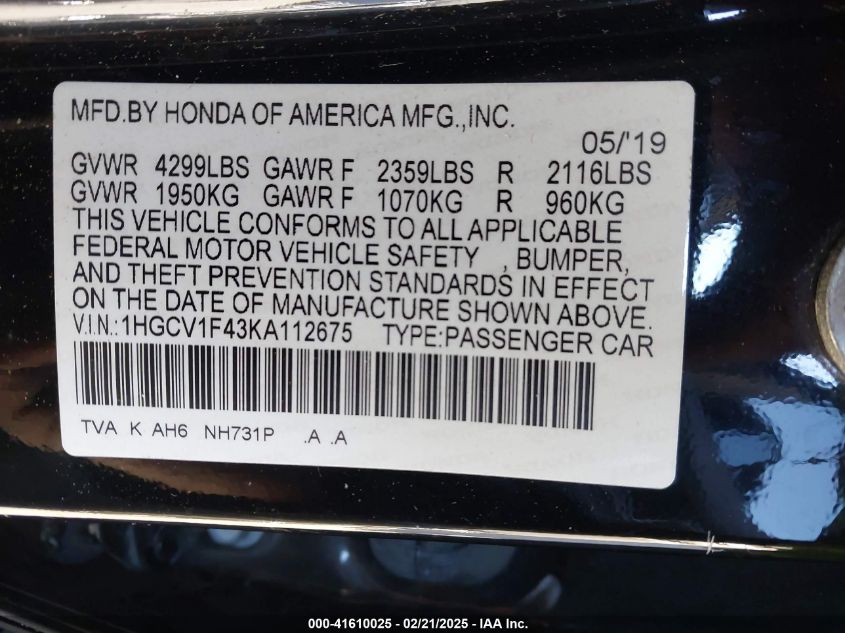 MFD.BY HONDA OF AMERICA MFG.,INC.
05/'19
GVWR 4299LBS GAWR F 2359LBS R 2116LBS
GVWR 1950KG GAWR F 1070KG R 960KG
THIS VEHICLE CONFORMS TO ALL APPLICABLE
FEDERAL MOTOR VEHICLE SAFETY , BUMPER,
AND THEFT PREVENTION STANDARDS IN EFFECT
ON THE DATE OF MANUFACTURE SHOWN ABOVE.
V.I.N.:1HGCV1F43KA112675 TYPE:PASSENGER CAR
TVA K AH6 NH731P .A .A
000-41610025 - 02/21/2025 - IAA Inc.